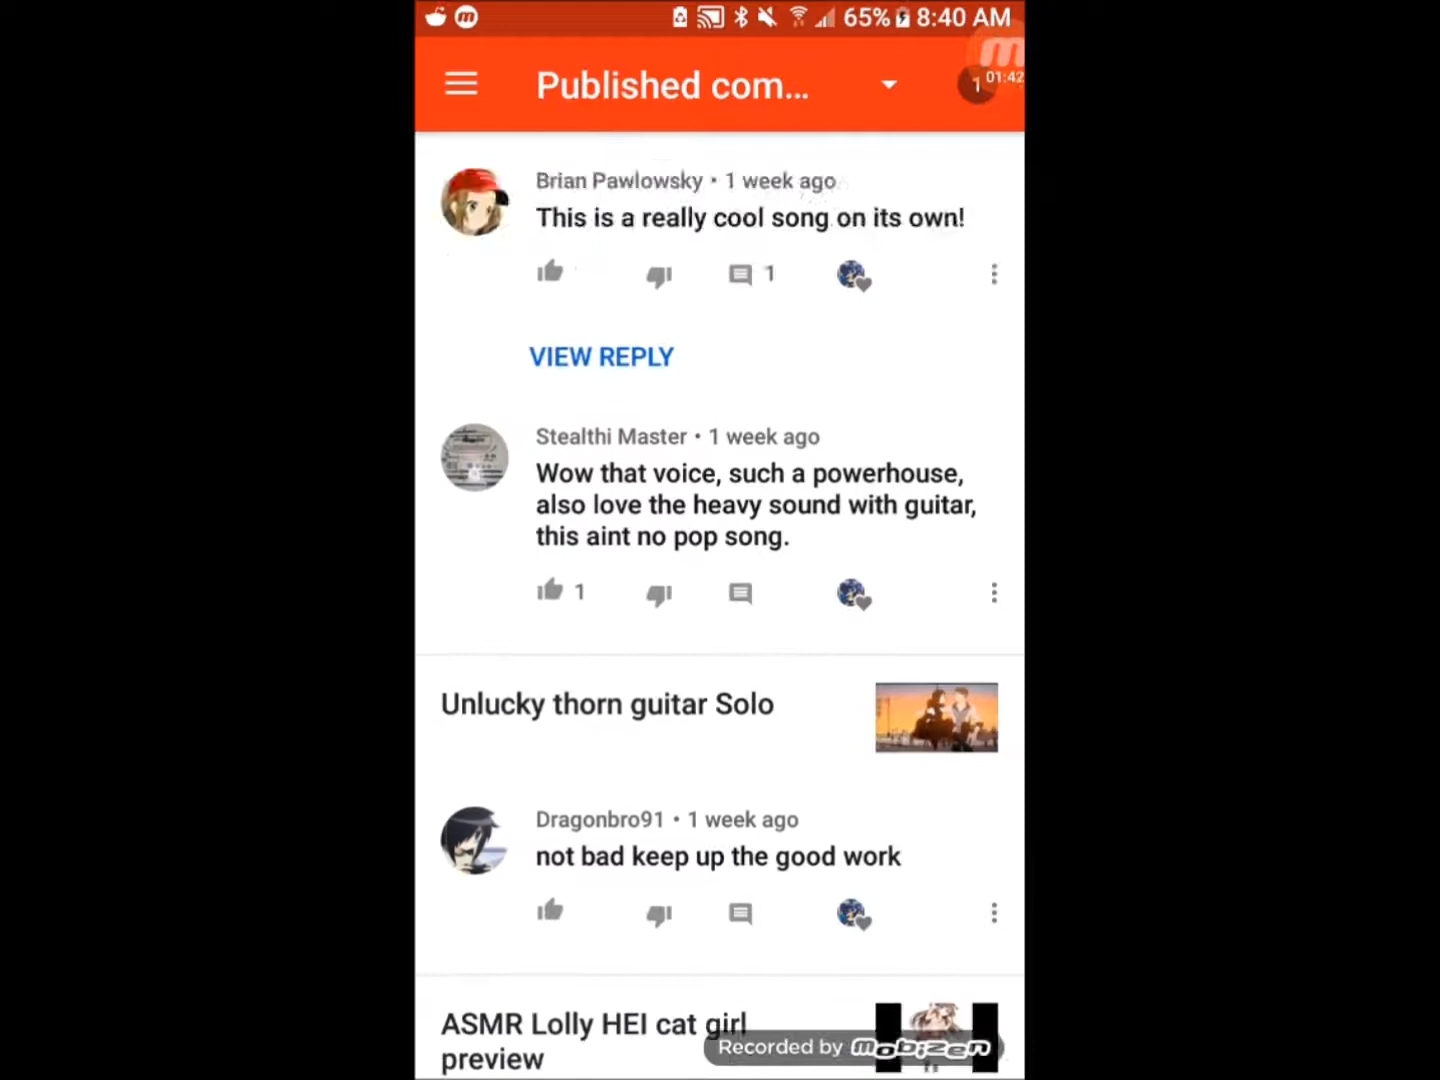 65% 8:40 AM
Published com...
1
01:42
Brian Pawlowsky • 1 week ago
This is a really cool song on its own!
1
VIEW REPLY
Stealthi Master • 1 week ago
Wow that voice, such a powerhouse,
also love the heavy sound with guitar,
this aint no pop song.
1
Unlucky thorn guitar Solo
Dragonbro91 • 1 week ago
not bad keep up the good work
ASMR Lolly HEI cat girl
preview
Recorded by mobizen